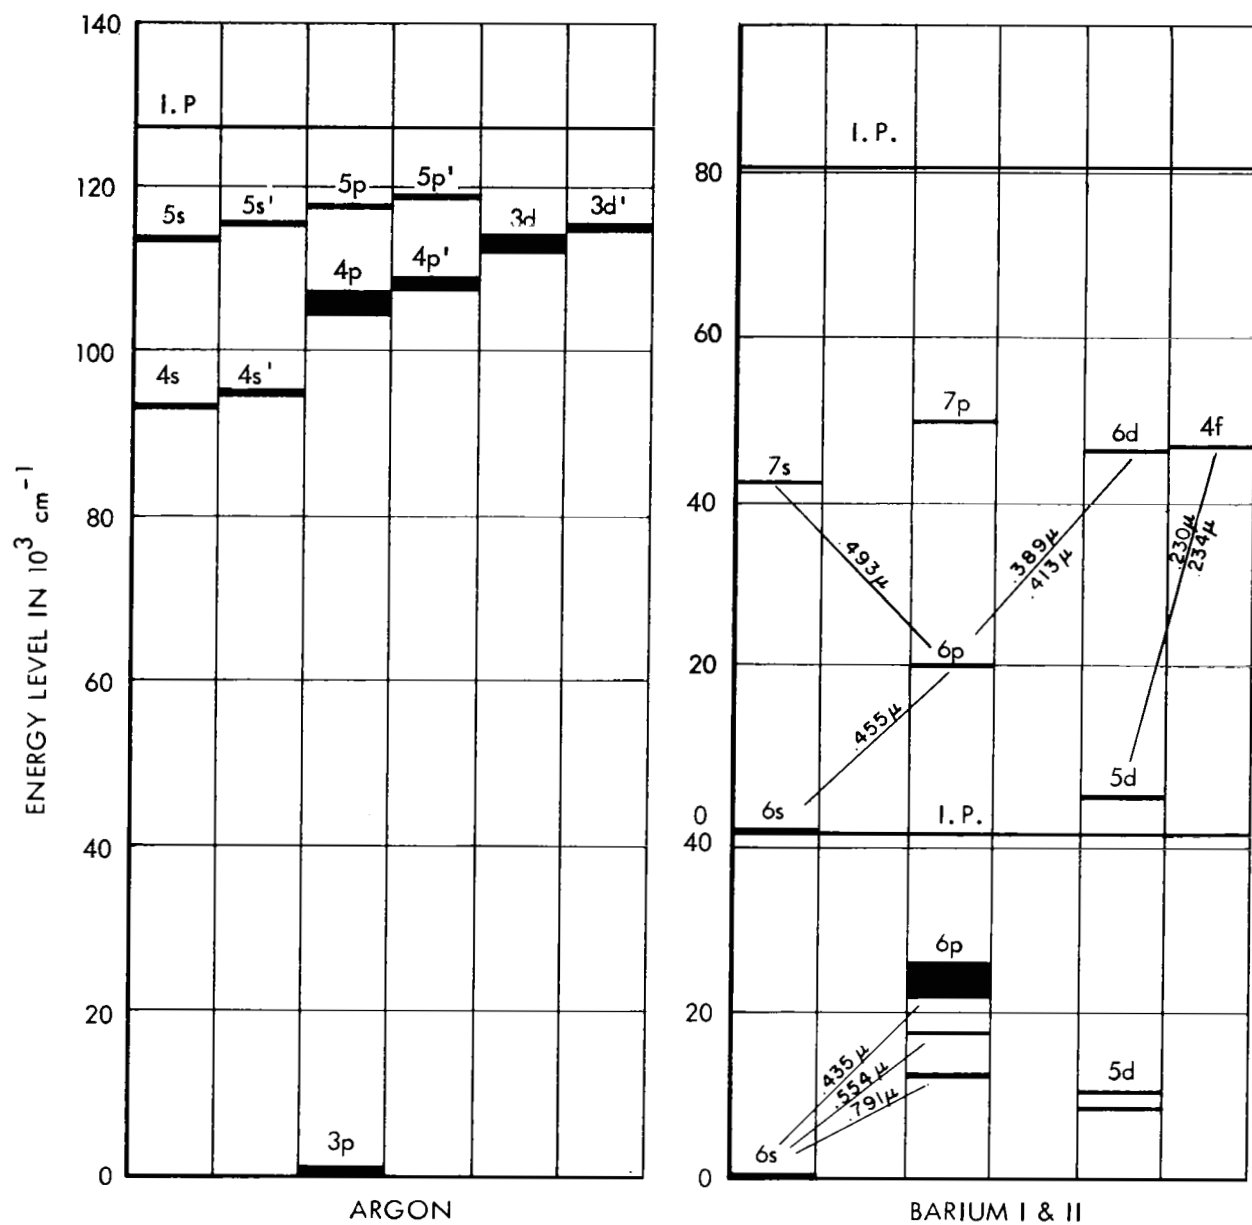 140
I.P
120
5s
5s'
5p
5p'
3d
3d'
4p
4p'
100
4s
4s'
80
60
40
20
3p
0
ENERGY LEVEL IN 10³ cm⁻¹
ARGON
I.P.
80
60
7p
7s
6d
4f
40
.493μ
.389μ
.413μ
.230μ
.234μ
6p
20
.455μ
5d
6s
0
I.P.
40
6p
20
.435μ
.554μ
.791μ
5d
6s
0
BARIUM I & II